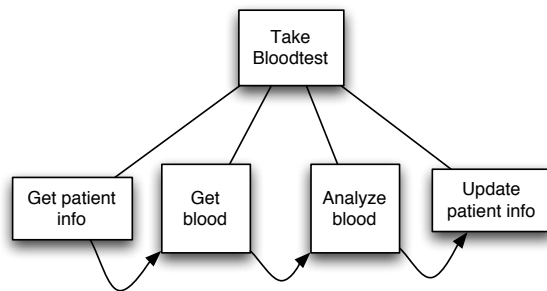 Take
Bloodtest
Get patient
info
Get
blood
Analyze
blood
Update
patient info